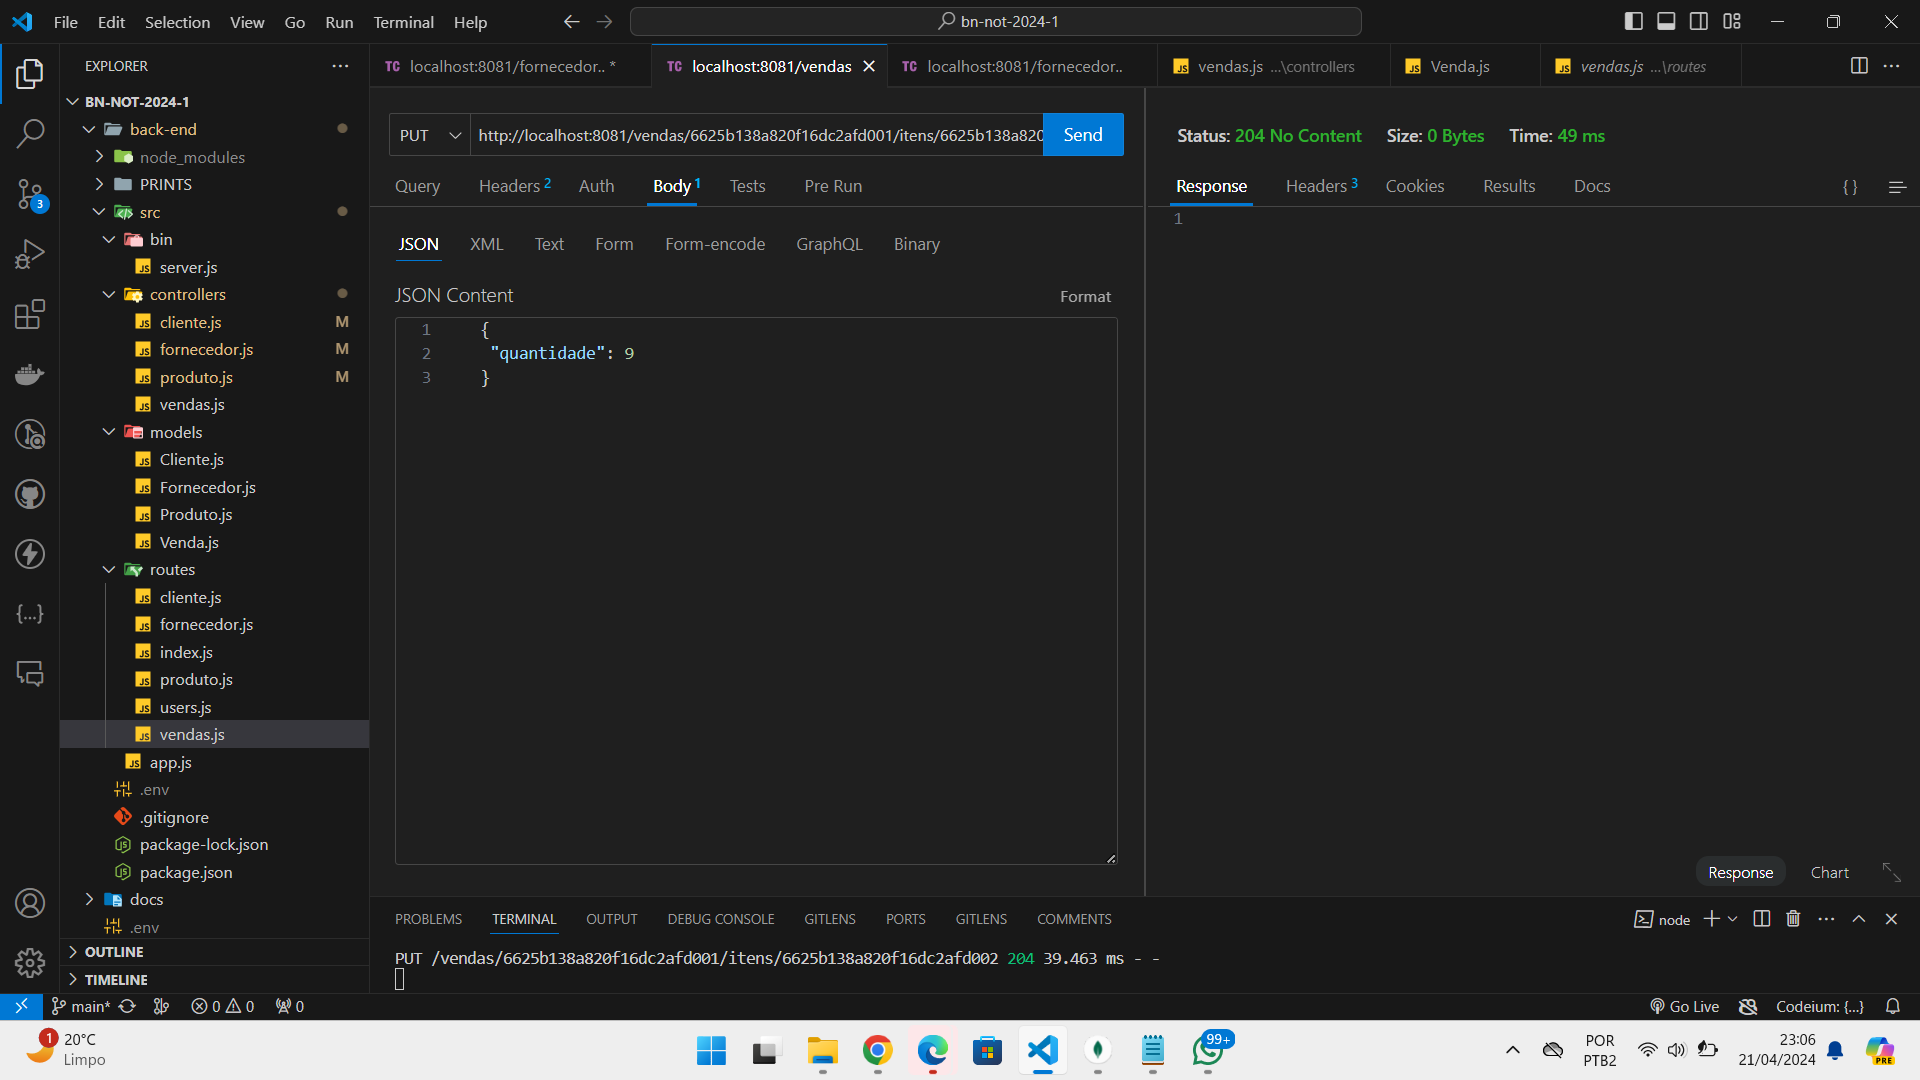 File Edit Selection View Go Run Terminal Help
bn-not-2024-1
EXPLORER
BN-NOT-2024-1
back-end
node_modules
PRINTS
src
bin
server.js
controllers
cliente.js M
fornecedor.js M
produto.js M
vendas.js
models
Cliente.js
Fornecedor.js
Produto.js
Venda.js
routes
cliente.js
fornecedor.js
index.js
produto.js
users.js
vendas.js
app.js
.env
.gitignore
package-lock.json
package.json
docs
.env
OUTLINE
TIMELINE
3
TC localhost:8081/fornecedor.. *
TC localhost:8081/vendas
TC localhost:8081/fornecedor..
JS vendas.js ...\controllers
JS Venda.js
JS vendas.js ...\routes
PUT http://localhost:8081/vendas/6625b138a820f16dc2afd001/itens/6625b138a820 Send
Query Headers 2 Auth Body 1 Tests Pre Run
JSON XML Text Form Form-encode GraphQL Binary
JSON Content Format
1 {
2 "quantidade": 9
3 }
Status: 204 No Content Size: 0 Bytes Time: 49 ms
Response Headers 3 Cookies Results Docs { }
1
Response Chart
PROBLEMS TERMINAL OUTPUT DEBUG CONSOLE GITLENS PORTS GITLENS COMMENTS
node
PUT /vendas/6625b138a820f16dc2afd001/itens/6625b138a820f16dc2afd002 204 39.463 ms - -
main* 0 0 0
Go Live Codeium: {...}
1
20°C
Limpo
99+
POR
PTB2
23:06
21/04/2024
PRE